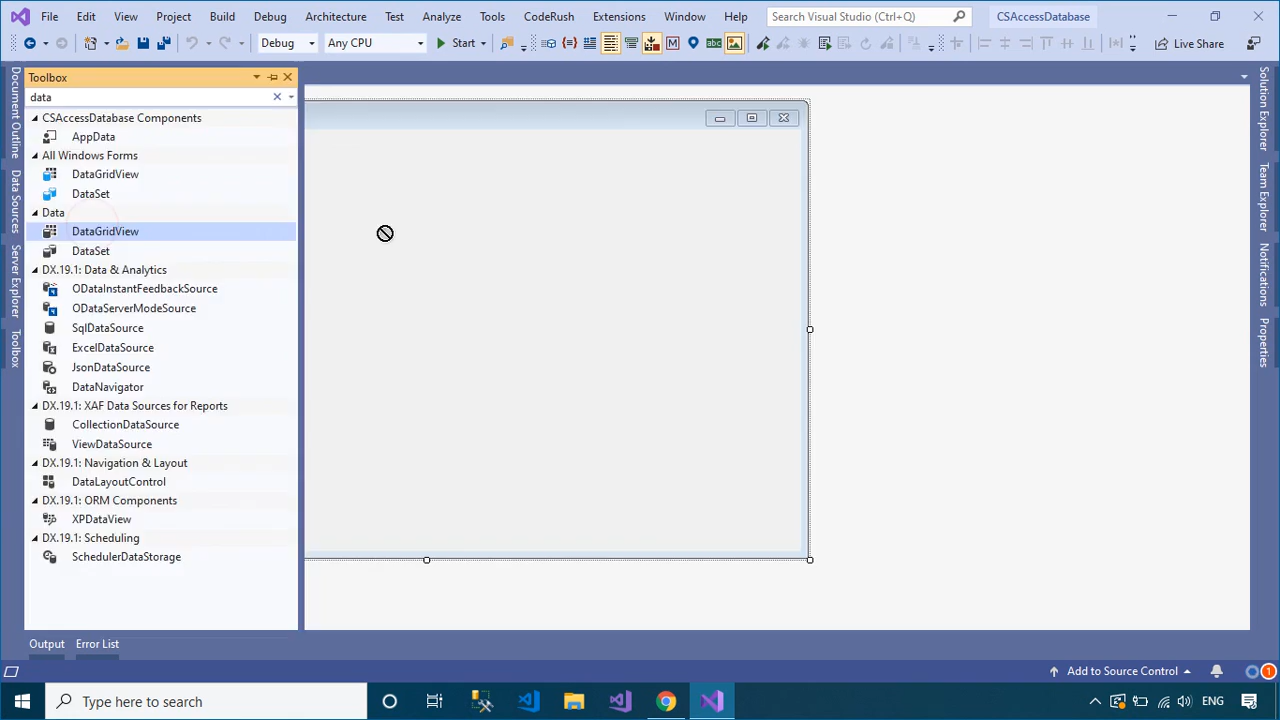 File Edit View Project Build Debug Architecture Test Analyze Tools CodeRush Extensions Window Help Search Visual Studio (Ctrl+Q) CSAccessDatabase
Debug Any CPU Start Live Share
Toolbox
data
CSAccessDatabase Components
AppData
All Windows Forms
DataGridView
DataSet
Data
DataGridView
DataSet
DX.19.1: Data & Analytics
ODataInstantFeedbackSource
ODataServerModeSource
SqlDataSource
ExcelDataSource
JsonDataSource
DataNavigator
DX.19.1: XAF Data Sources for Reports
CollectionDataSource
ViewDataSource
DX.19.1: Navigation & Layout
DataLayoutControl
DX.19.1: ORM Components
XPDataView
DX.19.1: Scheduling
SchedulerDataStorage
Document Outline
Data Sources
Server Explorer
Toolbox
Solution Explorer
Team Explorer
Notifications
Properties
Output Error List
Add to Source Control 1
Type here to search ENG